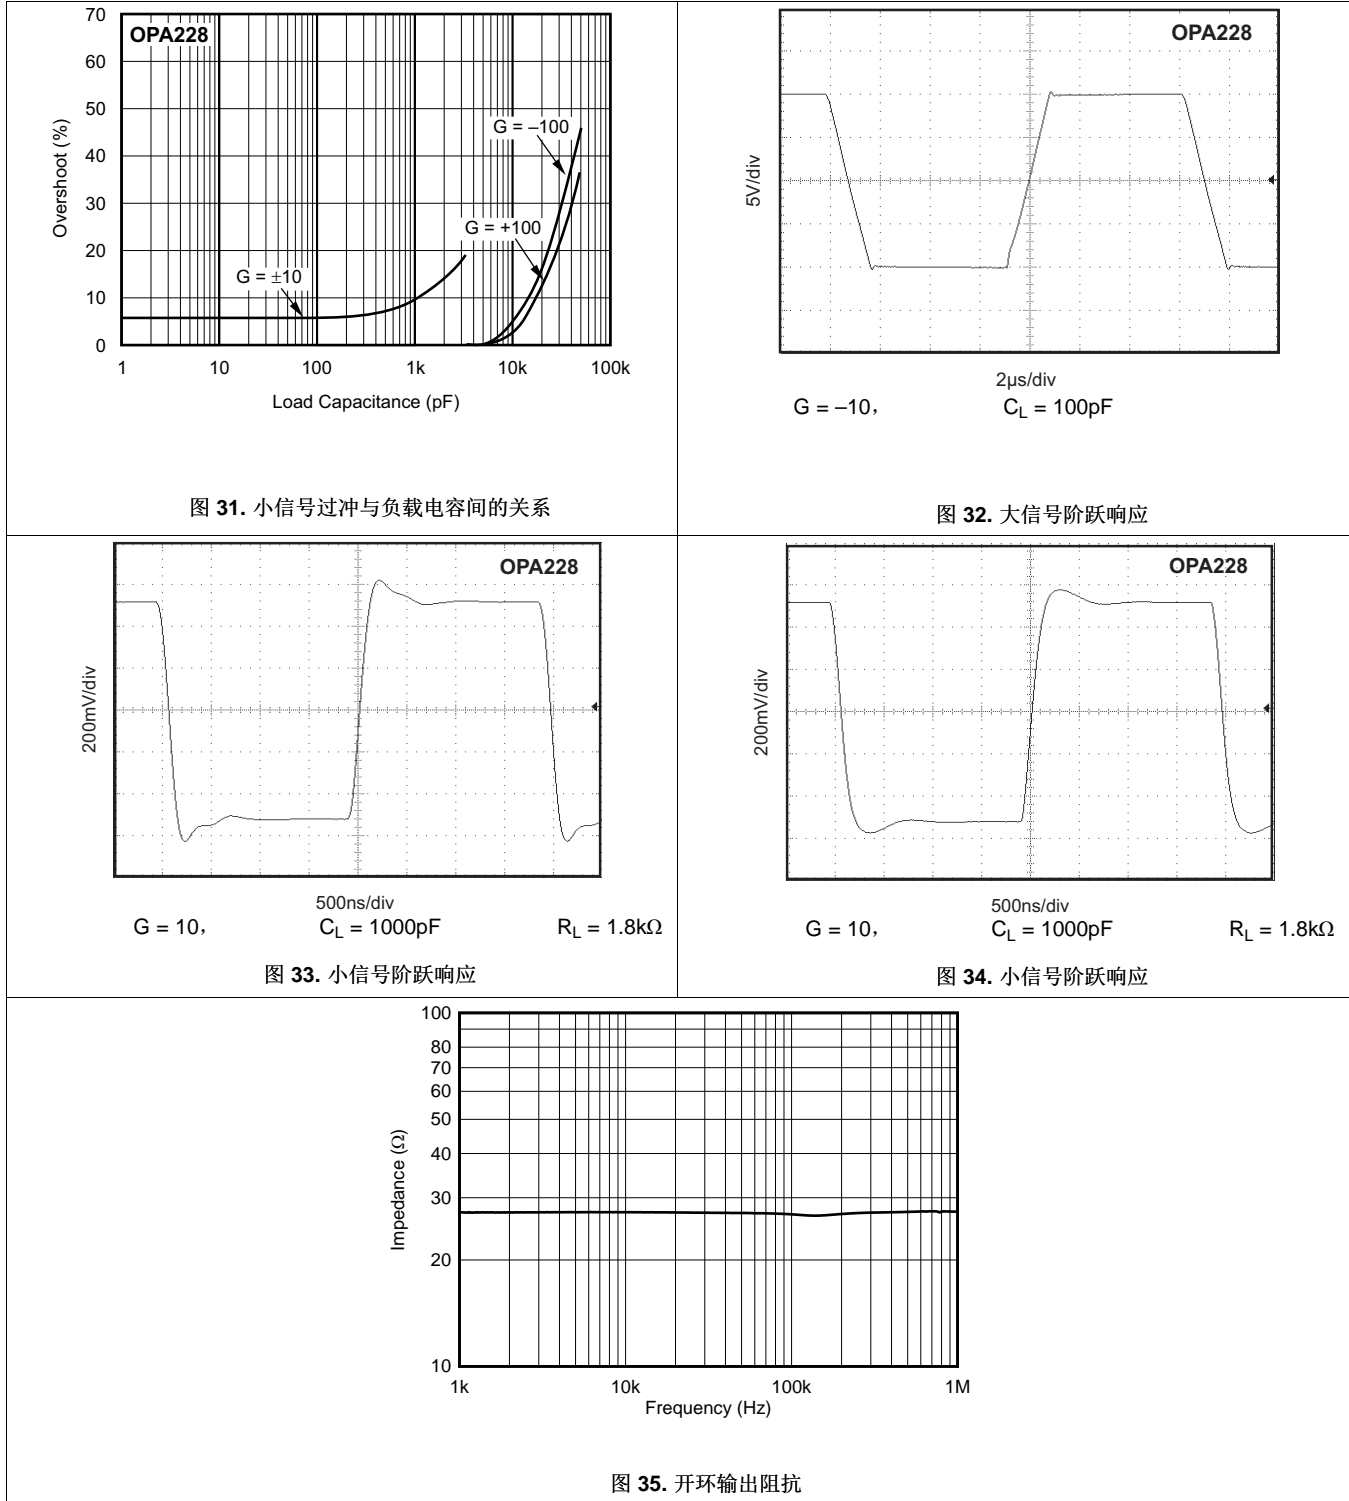 OPA228
70
60
50
40
30
20
10
0
Overshoot (%)
G = –100
G = +100
G = ±10
1
10
100
1k
10k
100k
Load Capacitance (pF)
图 31. 小信号过冲与负载电容间的关系
OPA228
5V/div
2μs/div
G = –10,
C_L = 100pF
图 32. 大信号阶跃响应
OPA228
200mV/div
500ns/div
G = 10,
C_L = 1000pF
R_L = 1.8kΩ
图 33. 小信号阶跃响应
OPA228
200mV/div
500ns/div
G = 10,
C_L = 1000pF
R_L = 1.8kΩ
图 34. 小信号阶跃响应
100
80
70
60
50
40
30
20
10
Impedance (Ω)
1k
10k
100k
1M
Frequency (Hz)
图 35. 开环输出阻抗